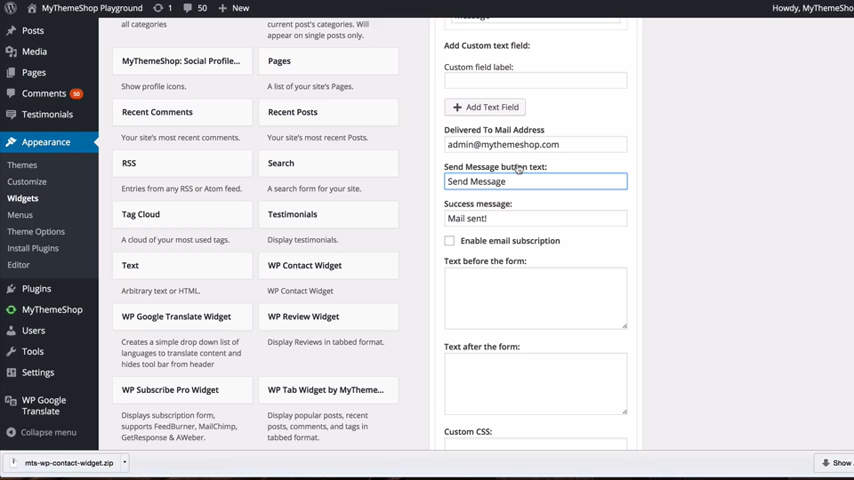 MyThemeShop Playground
1
50
New
Howdy, MyThemeSho
Posts
Media
Pages
Comments 50
Testimonials
Appearance
Themes
Customize
Widgets
Menus
Theme Options
Install Plugins
Editor
Plugins
MyThemeShop
Users
Tools
Settings
WP Google
Translate
Collapse menu
all categories
current post's categories. Will
appear on single posts only.
MyThemeShop: Social Profile...
Pages
Show profile icons.
A list of your site's Pages.
Recent Comments
Recent Posts
Your site's most recent comments.
Your site's most recent Posts.
RSS
Search
Entries from any RSS or Atom feed.
A search form for your site.
Tag Cloud
Testimonials
A cloud of your most used tags.
Display testimonials.
Text
WP Contact Widget
Arbitrary text or HTML.
WP Contact Widget
WP Google Translate Widget
WP Review Widget
Creates a simple drop down list of
languages to translate content and
hides tool bar from header
Display Reviews in tabbed format.
WP Subscribe Pro Widget
WP Tab Widget by MyTheme...
Displays subscription form,
supports FeedBurner, MailChimp,
GetResponse & AWeber.
Display popular posts, recent
posts, comments, and tags in
tabbed format.
Message
Add Custom text field:
Custom field label:
+ Add Text Field
Delivered To Mail Address
admin@mythemeshop.com
Send Message button text:
Send Message
Success message:
Mail sent!
Enable email subscription
Text before the form:
Text after the form:
Custom CSS:
mts-wp-contact-widget.zip
Show